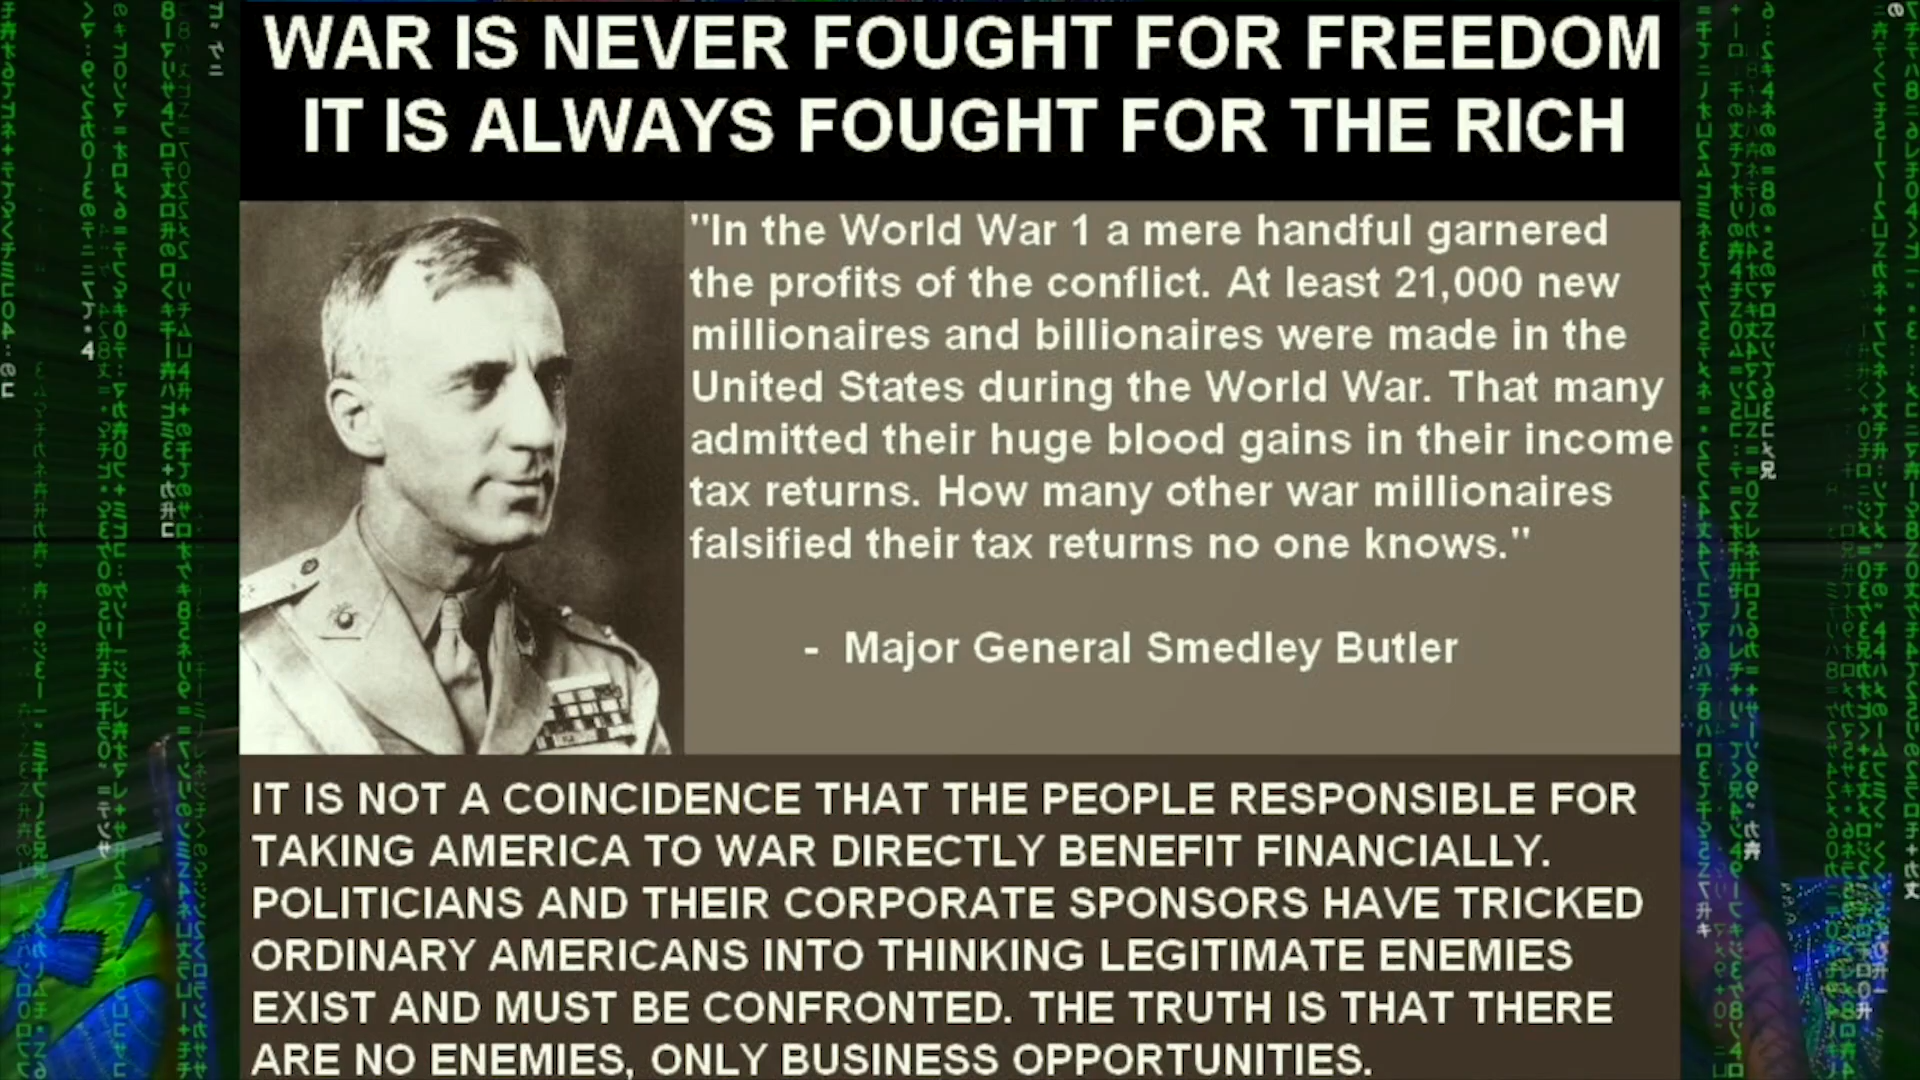 WAR IS NEVER FOUGHT FOR FREEDOM
IT IS ALWAYS FOUGHT FOR THE RICH
"In the World War 1 a mere handful garnered
the profits of the conflict. At least 21,000 new
millionaires and billionaires were made in the
United States during the World War. That many
admitted their huge blood gains in their income
tax returns. How many other war millionaires
falsified their tax returns no one knows."
- Major General Smedley Butler
IT IS NOT A COINCIDENCE THAT THE PEOPLE RESPONSIBLE FOR
TAKING AMERICA TO WAR DIRECTLY BENEFIT FINANCIALLY.
POLITICIANS AND THEIR CORPORATE SPONSORS HAVE TRICKED
ORDINARY AMERICANS INTO THINKING LEGITIMATE ENEMIES
EXIST AND MUST BE CONFRONTED. THE TRUTH IS THAT THERE
ARE NO ENEMIES, ONLY BUSINESS OPPORTUNITIES.